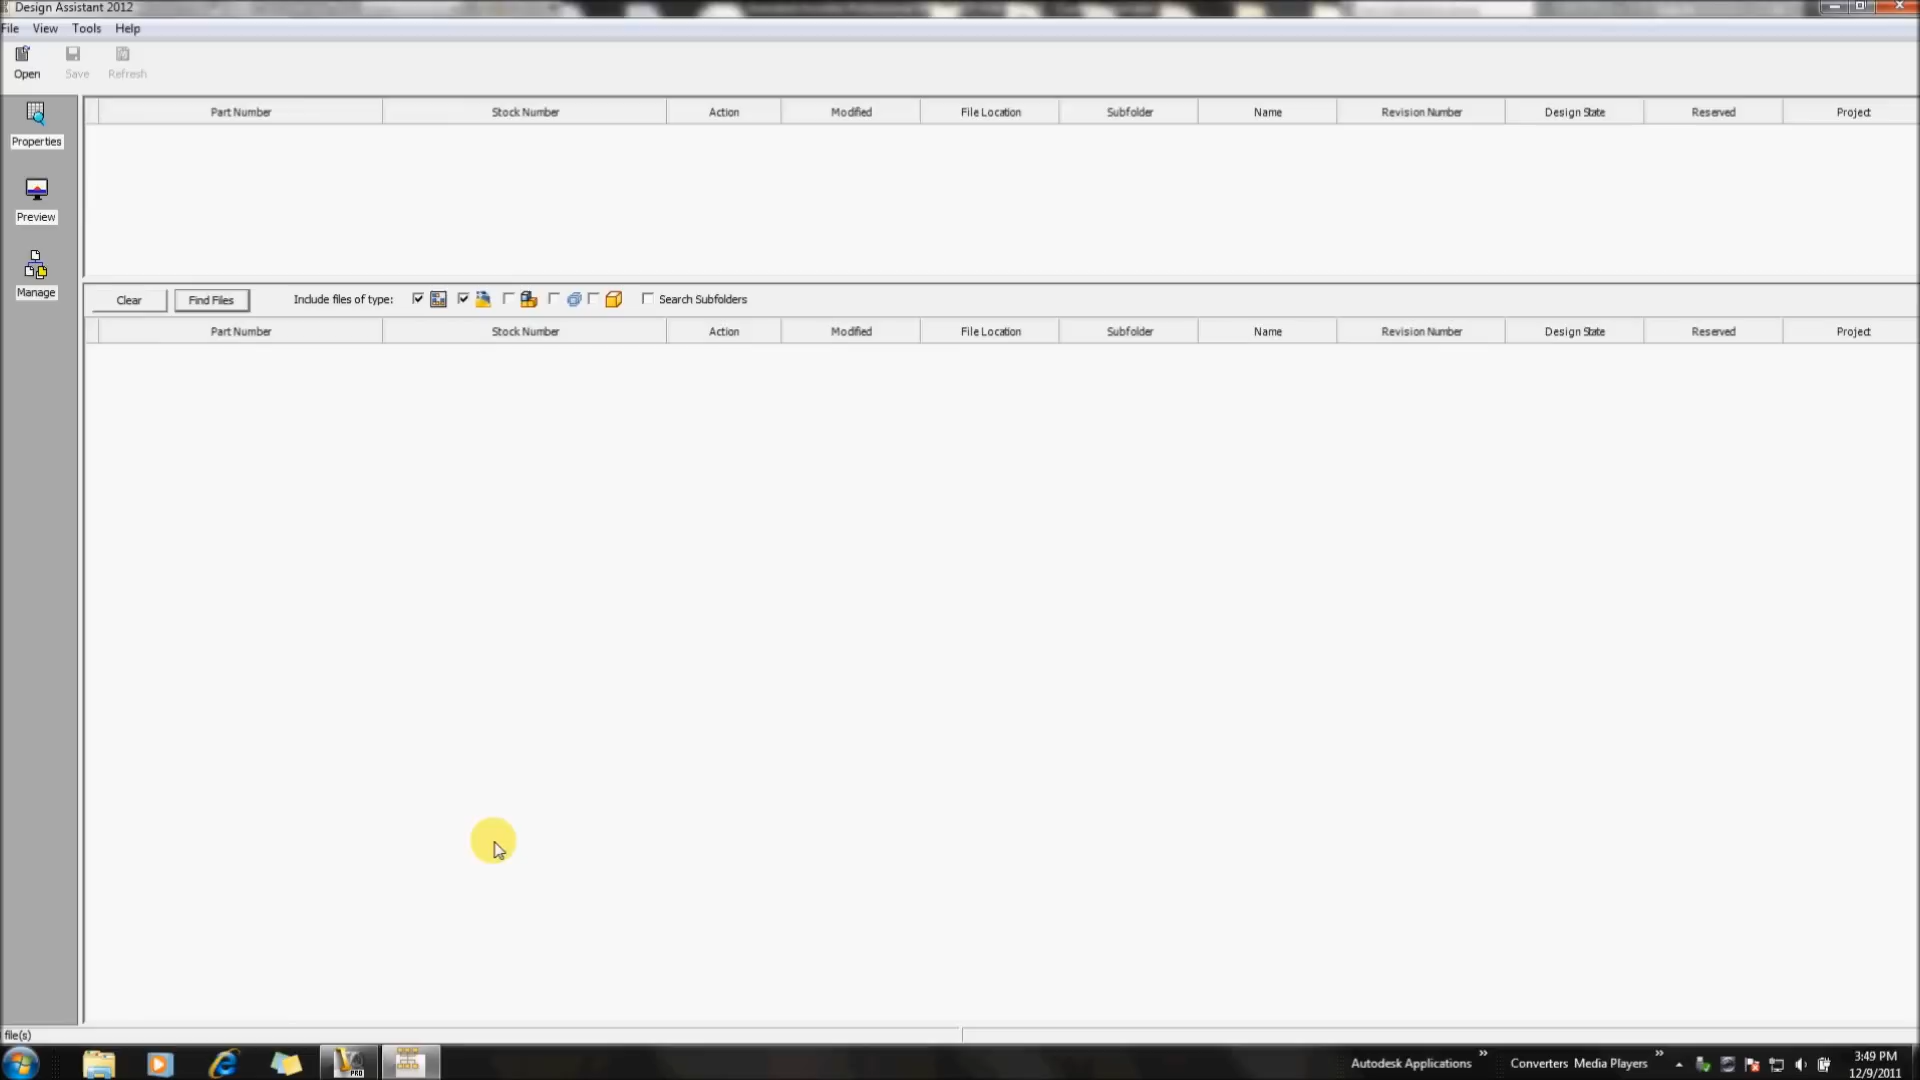 Design Assistant 2012
File View Tools Help
Open Save Refresh
Part Number Stock Number Action Modified File Location Subfolder Name Revision Number Design State Reserved Project
Properties
Preview
Manage
Clear Find Files Include files of type: Search Subfolders
Part Number Stock Number Action Modified File Location Subfolder Name Revision Number Design State Reserved Project
file(s)
PRO
Autodesk Applications » Converters Media Players »
3:49 PM
12/9/2011